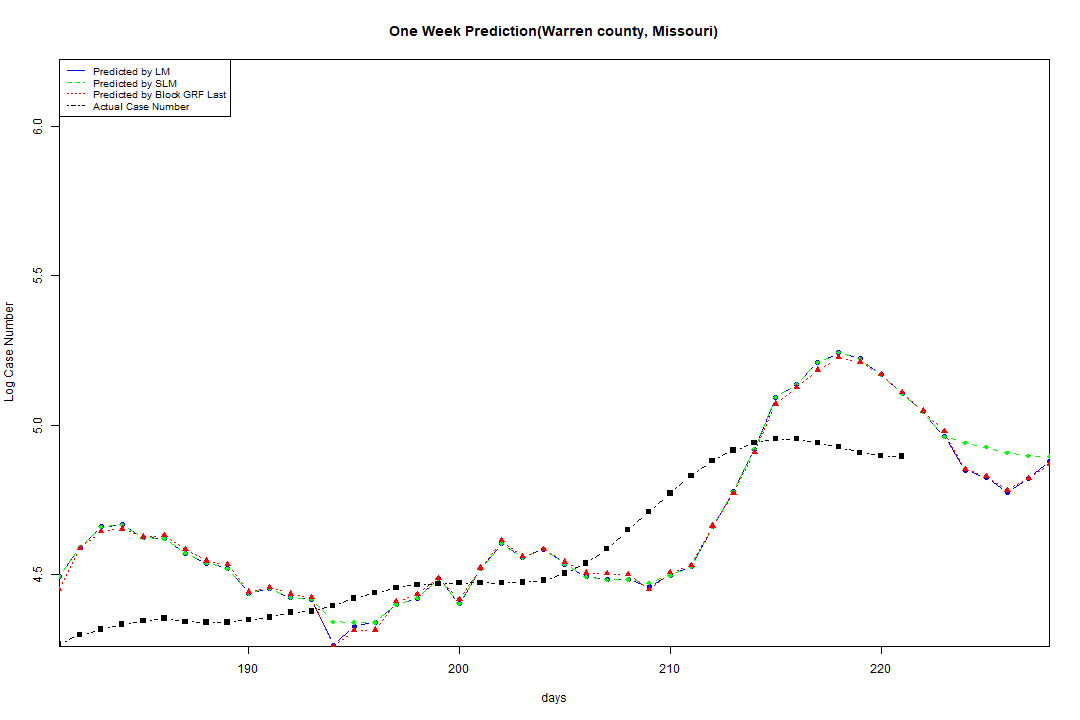 One Week Prediction(Warren county, Missouri)
Predicted by LM
Predicted by SLM
Predicted by Block GRF Last
Actual Case Number
6.0
5.5
5.0
4.5
Log Case Number
190 200 210 220
days